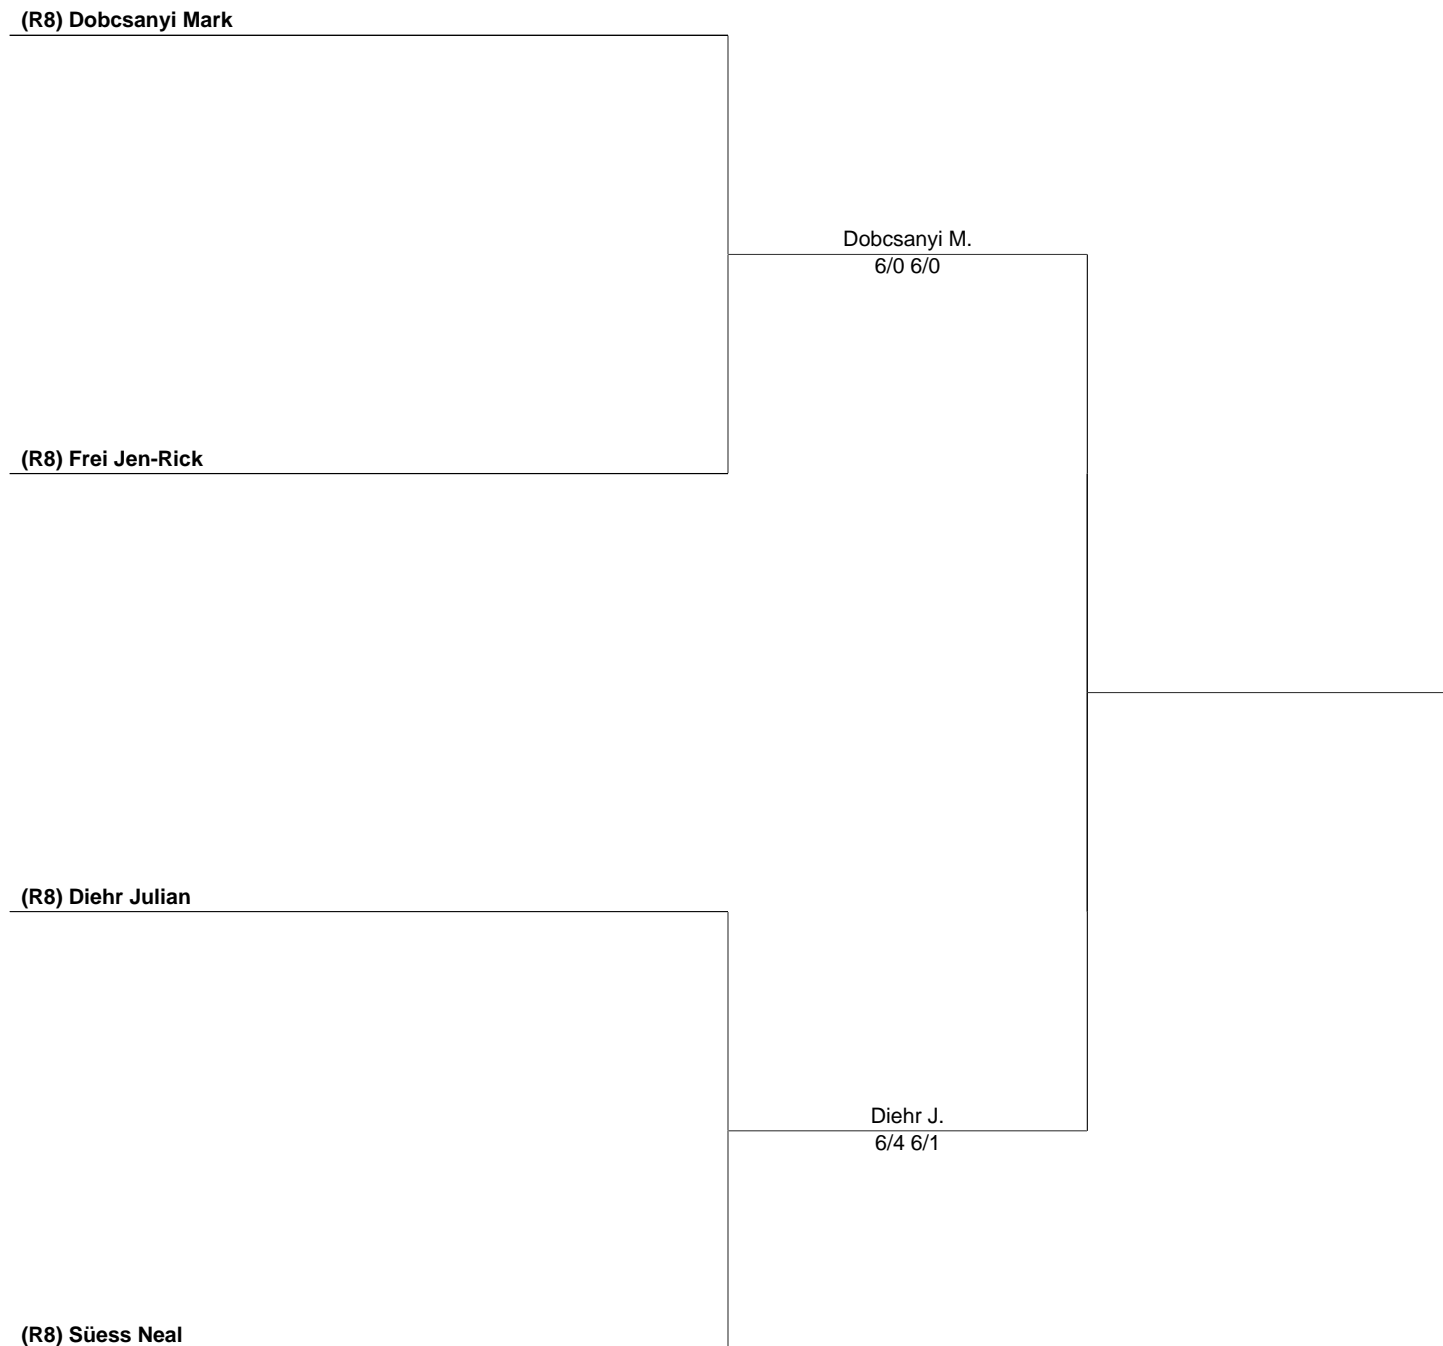 (R8) Dobcsanyi Mark
Dobcsanyi M.
6/0 6/0
(R8) Frei Jen-Rick
(R8) Diehr Julian
Diehr J.
6/4 6/1
(R8) Süess Neal